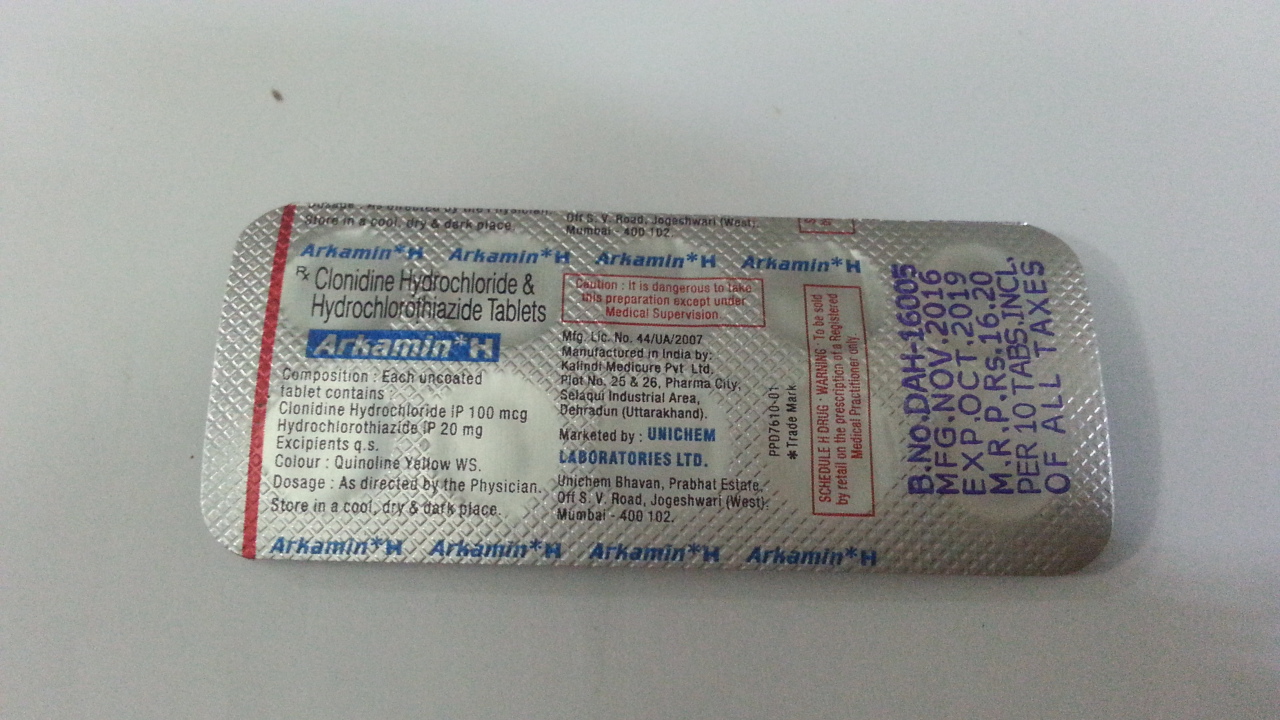 Store in a cool, dry & dark place.
Off S. V. Road, Jogeshwari (West).
Mumbai - 400 102.
Arkamin*H Arkamin*H Arkamin*H Arkamin*H
Rx Clonidine Hydrochloride &
Hydrochlorothiazide Tablets
Arkamin*H
Composition : Each uncoated
tablet contains
Clonidine Hydrochloride IP 100 mcg
Hydrochlorothiazide IP 20 mg
Excipients q.s.
Colour : Quinoline Yellow WS.
Dosage : As directed by the Physician.
Store in a cool, dry & dark place.
Caution : It is dangerous to take
this preparation except under
Medical Supervision.
Mfg. Lic. No. 44/UA/2007
Manufactured in India by:
Kalindi Medicure Pvt. Ltd.
Plot No. 25 & 26, Pharma City,
Selaqui Industrial Area,
Dehradun (Uttarakhand).
Marketed by : UNICHEM
LABORATORIES LTD.
Unichem Bhavan, Prabhat Estate,
Off S. V. Road, Jogeshwari (West).
Mumbai - 400 102.
PPD7610-01
*Trade Mark
SCHEDULE H DRUG - WARNING - To be sold
by retail on the prescription of a Registered
Medical Practitioner only.
B.No.DAH-16005
MFG.NOV.2016
EXP.OCT.2019
M.R.P.Rs.16.20
PER 10 TABS.INCL.
OF ALL TAXES
Arkamin*H Arkamin*H Arkamin*H Arkamin*H